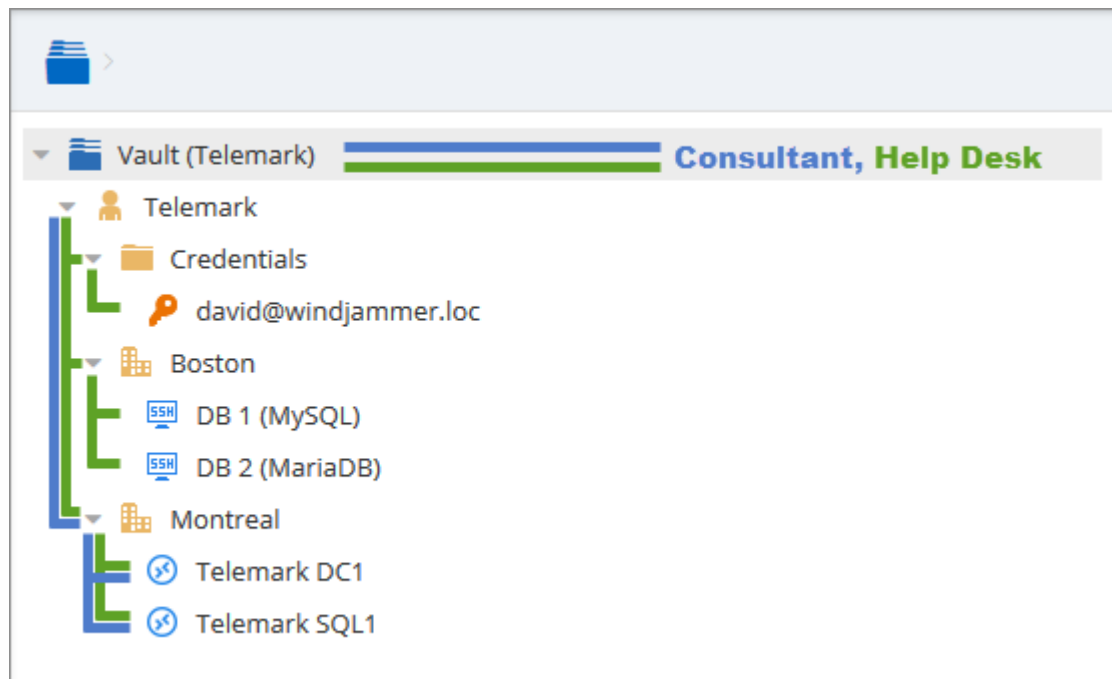 Vault (Telemark) Consultant, Help Desk
Telemark
Credentials
david@windjammer.loc
Boston
SSH DB 1 (MySQL)
SSH DB 2 (MariaDB)
Montreal
Telemark DC1
Telemark SQL1